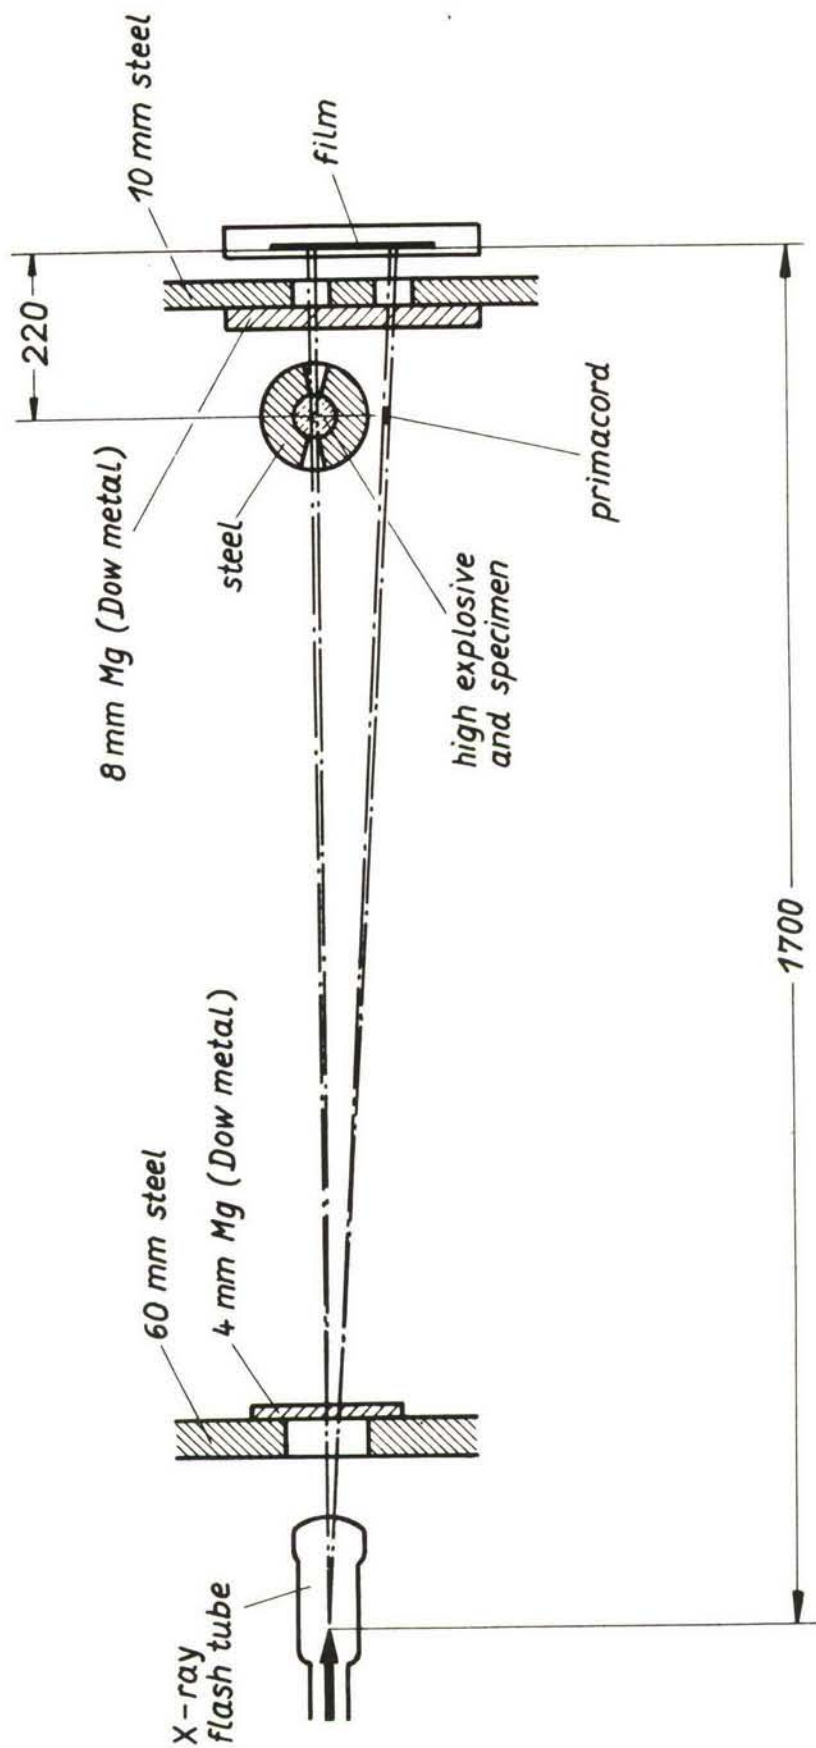 X-ray
flash tube
60 mm steel
4 mm Mg (Dow metal)
8 mm Mg (Dow metal)
steel
high explosive
and specimen
primacord
220
10 mm steel
film
1700